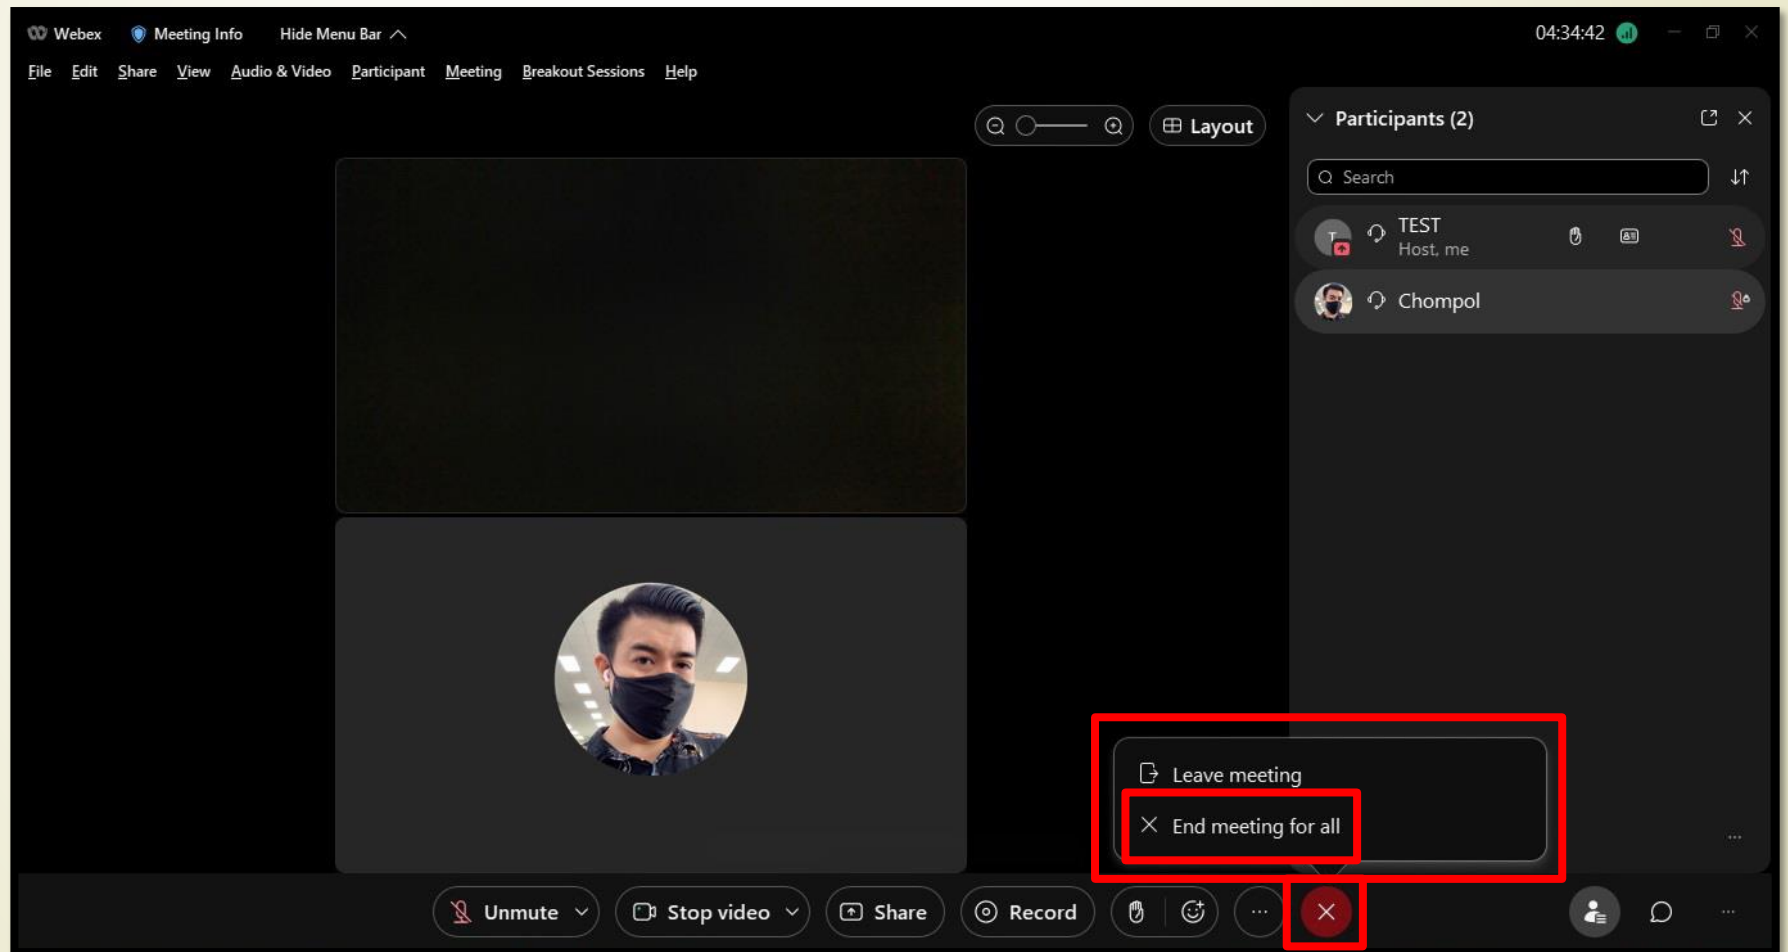 Webex Meeting Info Hide Menu Bar 04:34:42
File Edit Share View Audio & Video Participant Meeting Breakout Sessions Help
Layout
Participants (2)
Search
T TEST
Host, me
Chompol
Leave meeting
End meeting for all
Unmute Stop video Share Record